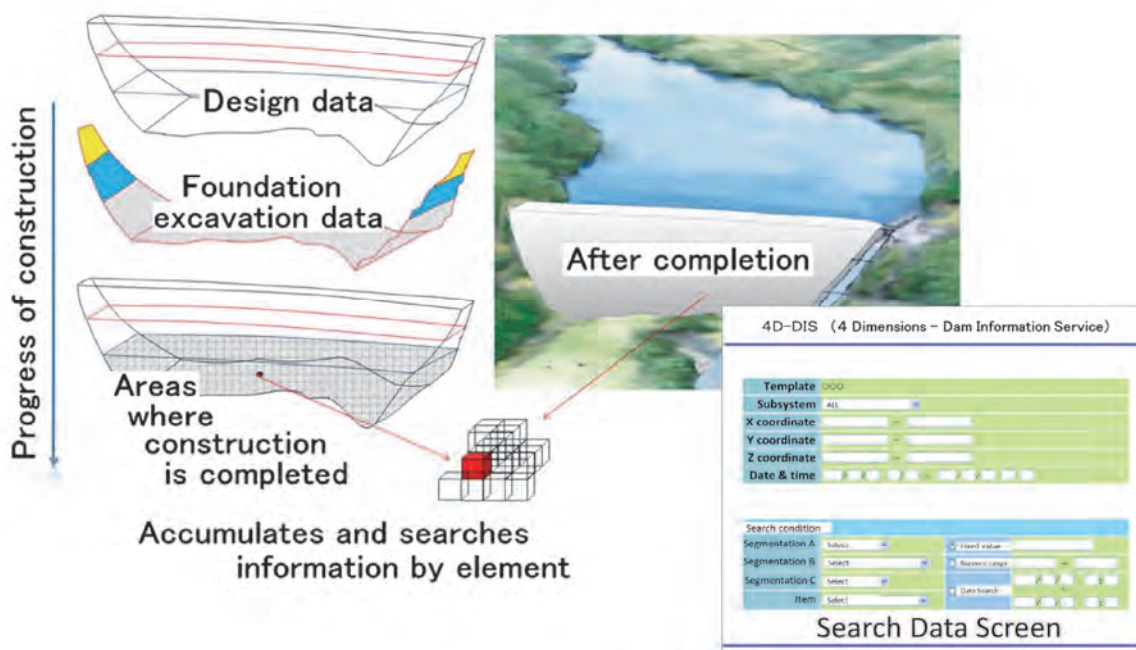 Progress of construction
Design data
Foundation
excavation data
Areas
where
construction
is completed
After completion
Accumulates and searches
information by element
4D-DIS （4 Dimensions - Dam Information Service）
Template ○○○
Subsystem ALL
X coordinate ~
Y coordinate ~
Z coordinate ~
Date & time / / : ~ / / :
Search condition
Segmentation A Select Fixed value
Segmentation B Select Numeric range ~
Segmentation C Select
Date Search / / :
~
Item Select / / :
Search Data Screen